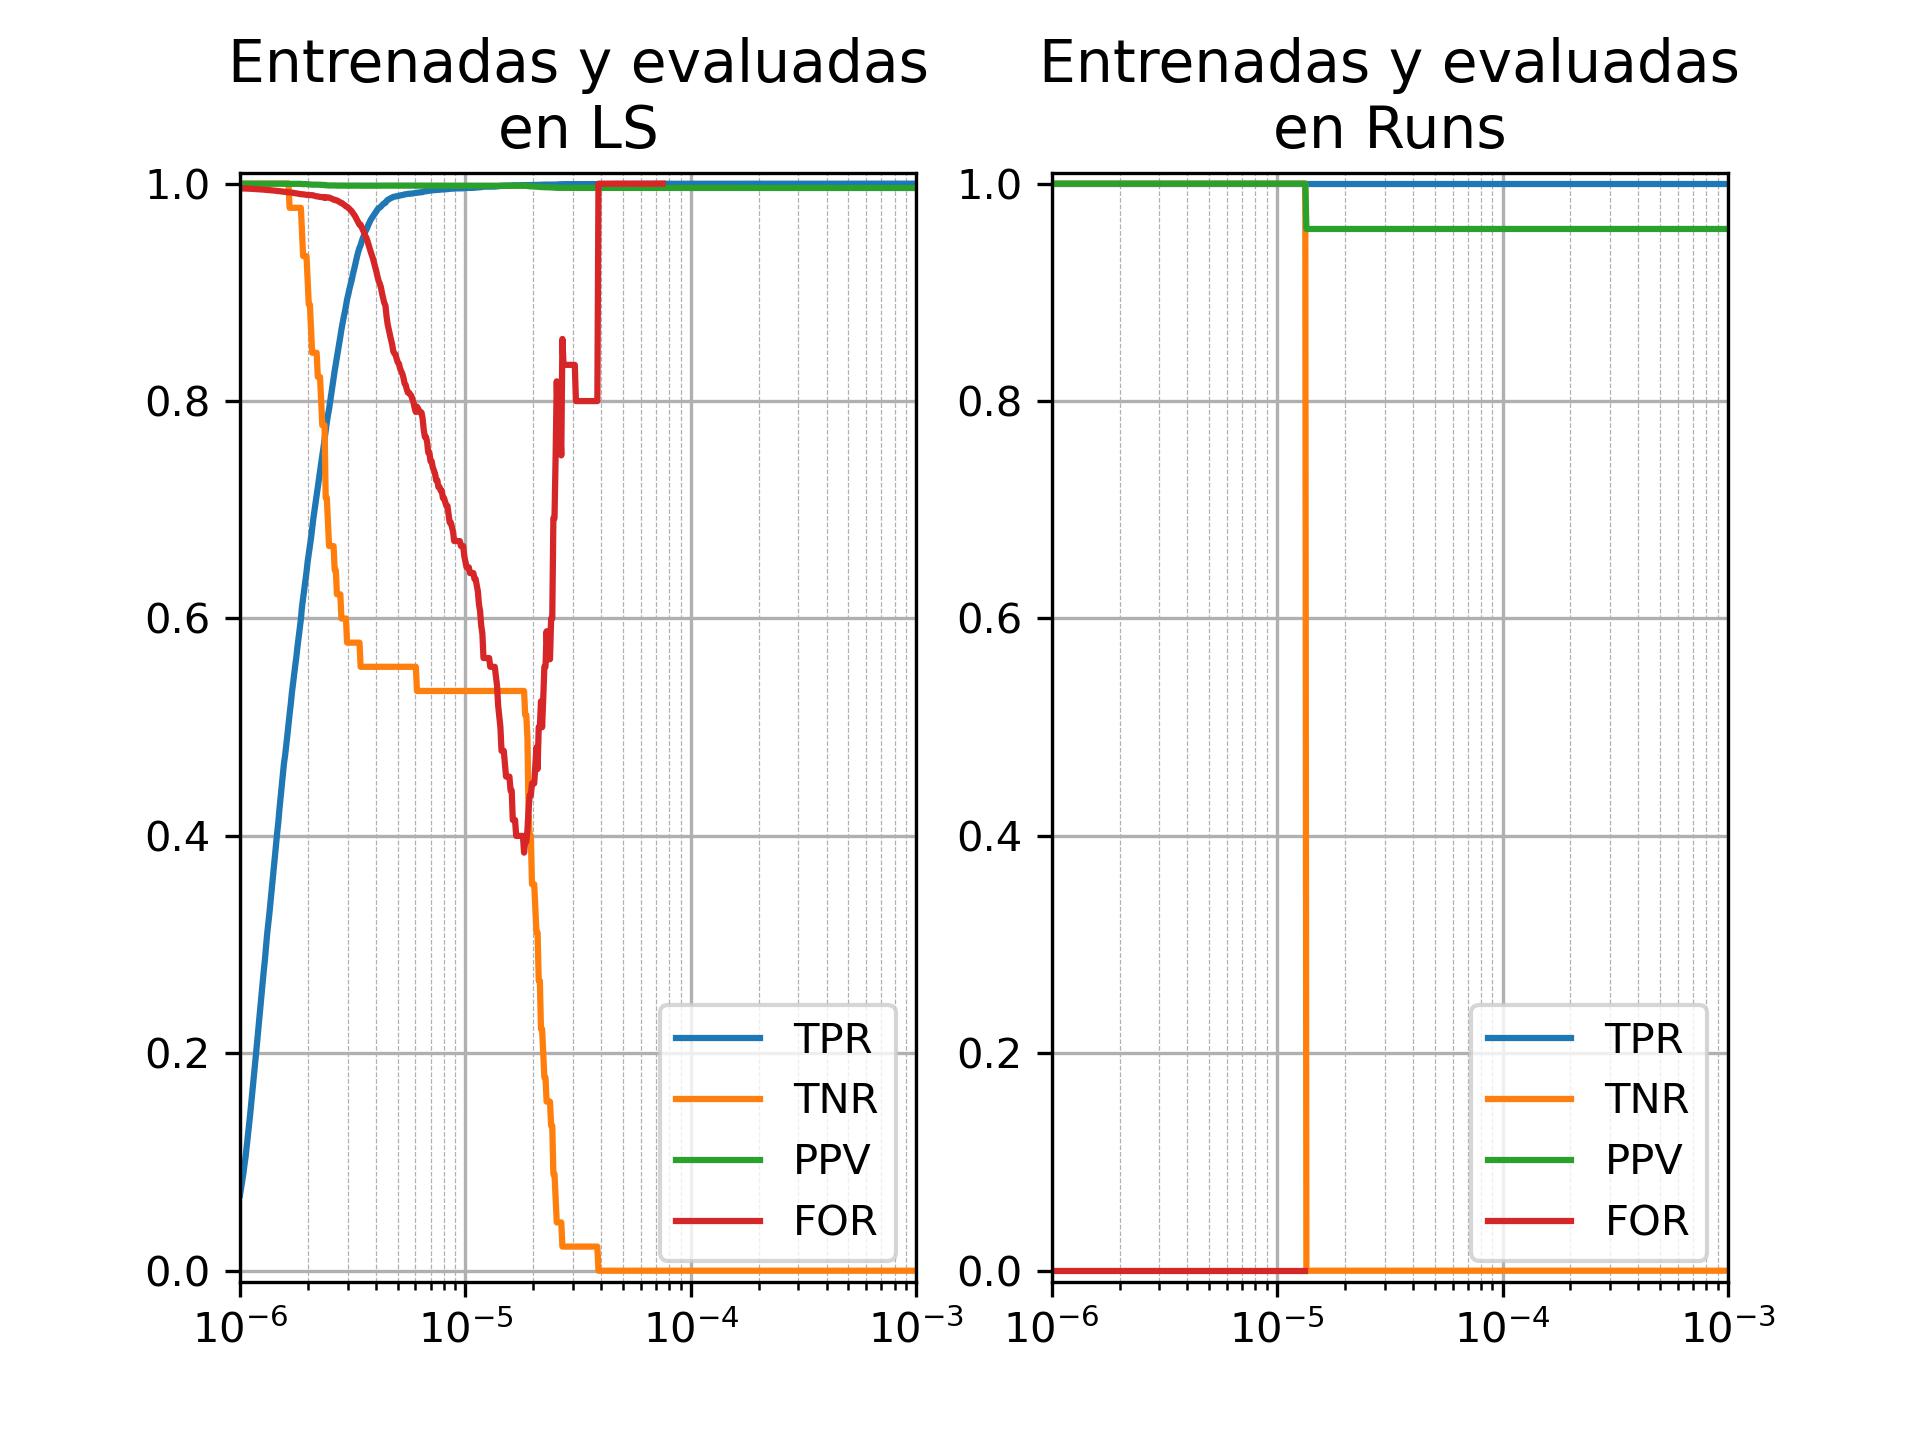 Entrenadas y evaluadas
en LS
1.0
0.8
0.6
0.4
0.2
0.0
10⁻⁶ 10⁻⁵ 10⁻⁴ 10⁻³
TPR
TNR
PPV
FOR
Entrenadas y evaluadas
en Runs
1.0
0.8
0.6
0.4
0.2
0.0
10⁻⁶ 10⁻⁵ 10⁻⁴ 10⁻³
TPR
TNR
PPV
FOR